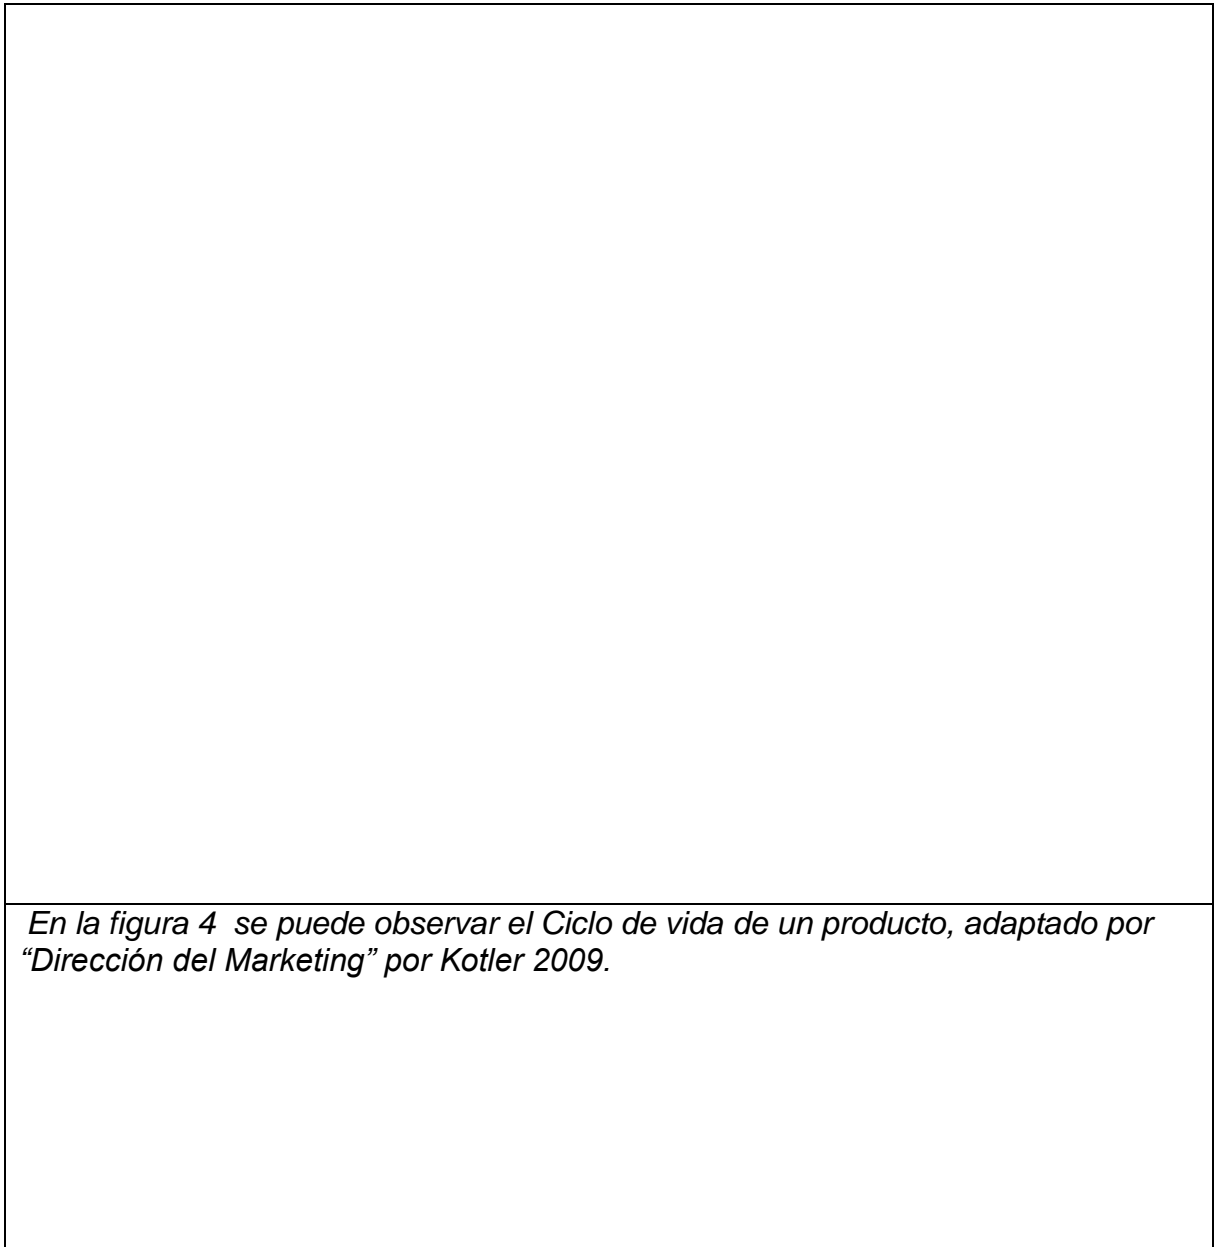 En la figura 4  se puede observar el Ciclo de vida de un producto, adaptado por
“Dirección del Marketing” por Kotler 2009.